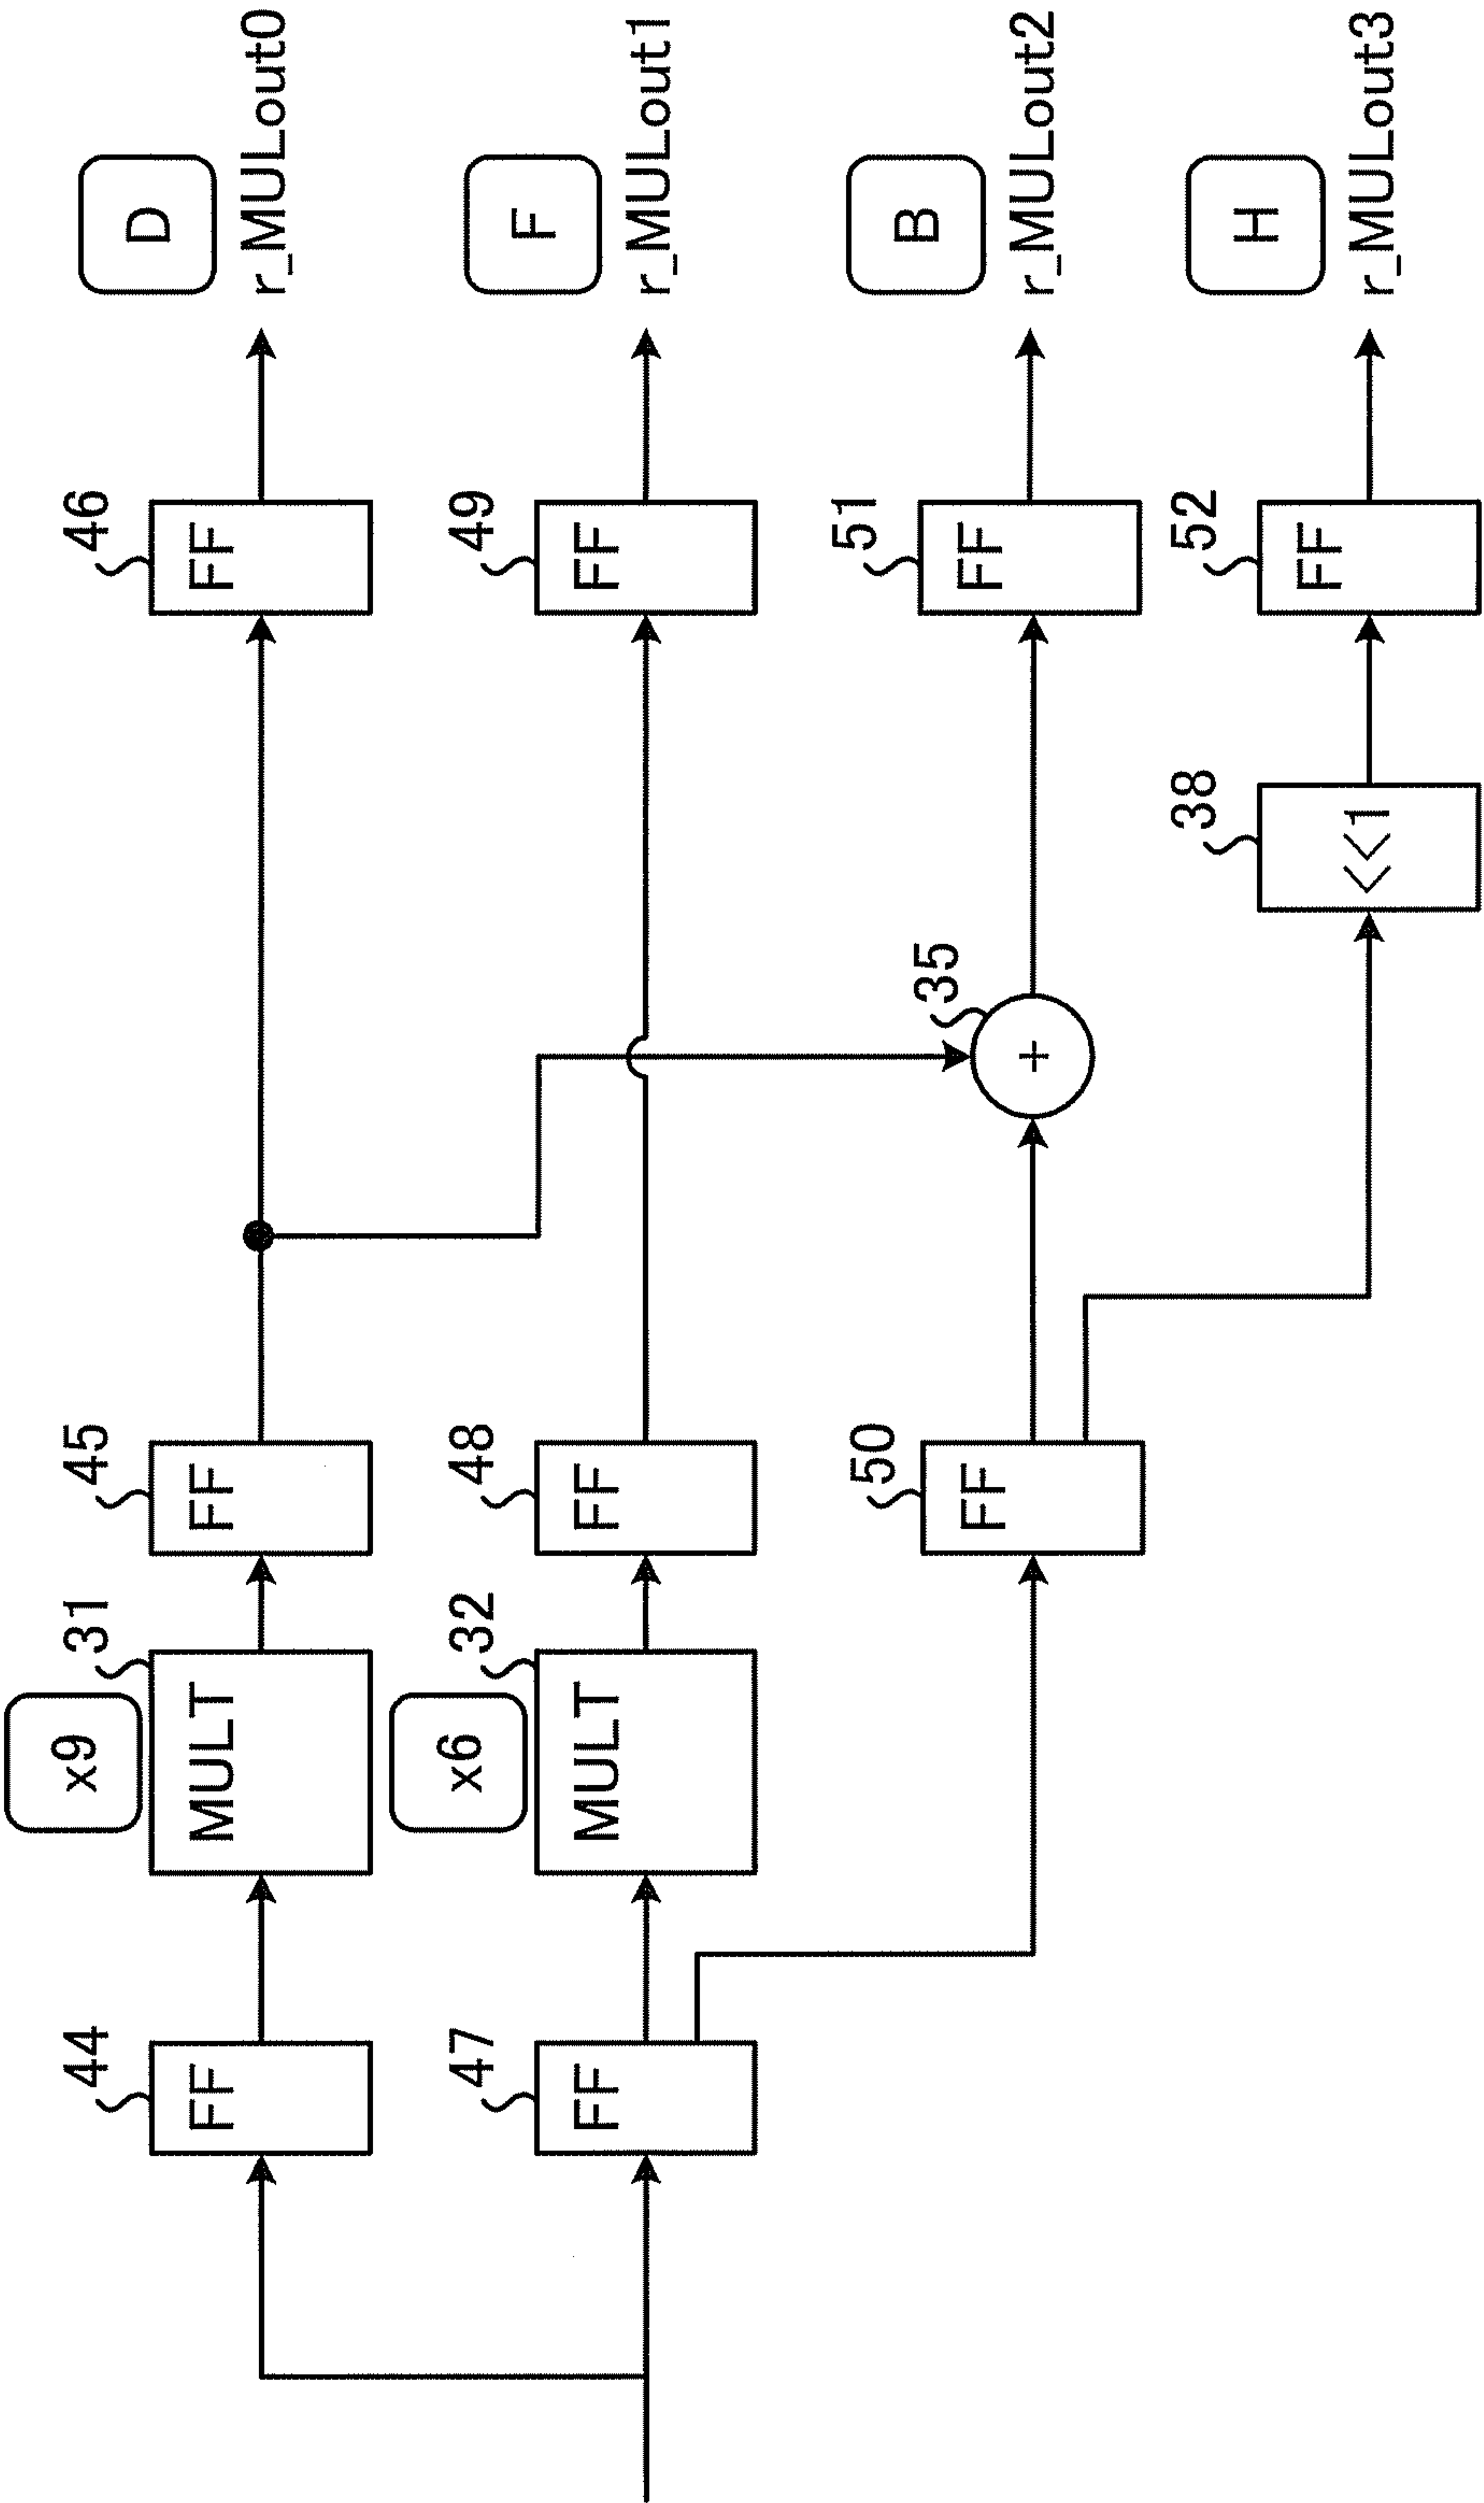 x9
44
31
45
46
D
FF
MULT
FF
FF
r_MULout0
x6
47
32
48
49
F
FF
MULT
FF
FF
r_MULout1
50
35
51
B
FF
+
FF
r_MULout2
38
52
H
<<1
FF
r_MULout3